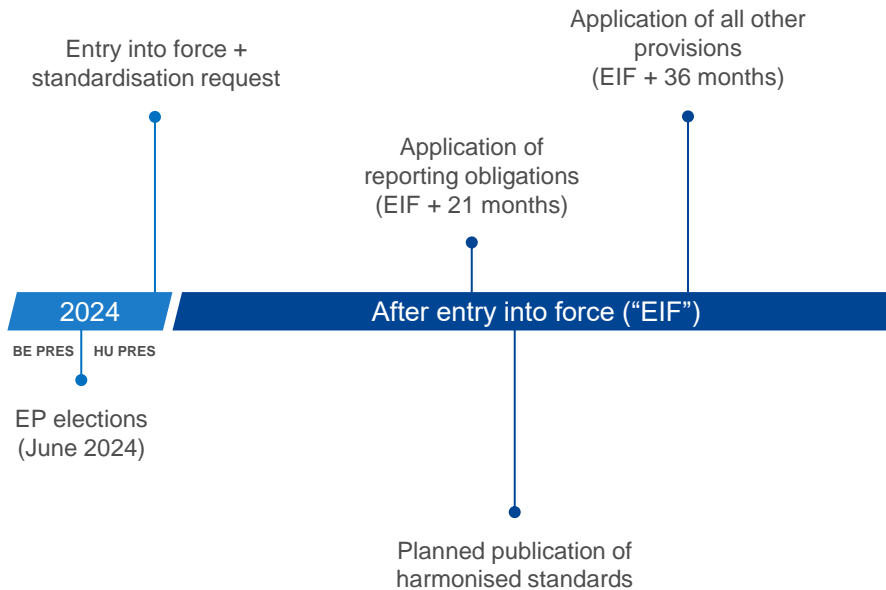 Application of all other
provisions
(EIF + 36 months)
Entry into force +
standardisation request
Application of
reporting obligations
(EIF + 21 months)
2024
After entry into force (“EIF”)
BE PRES
HU PRES
EP elections
(June 2024)
Planned publication of
harmonised standards